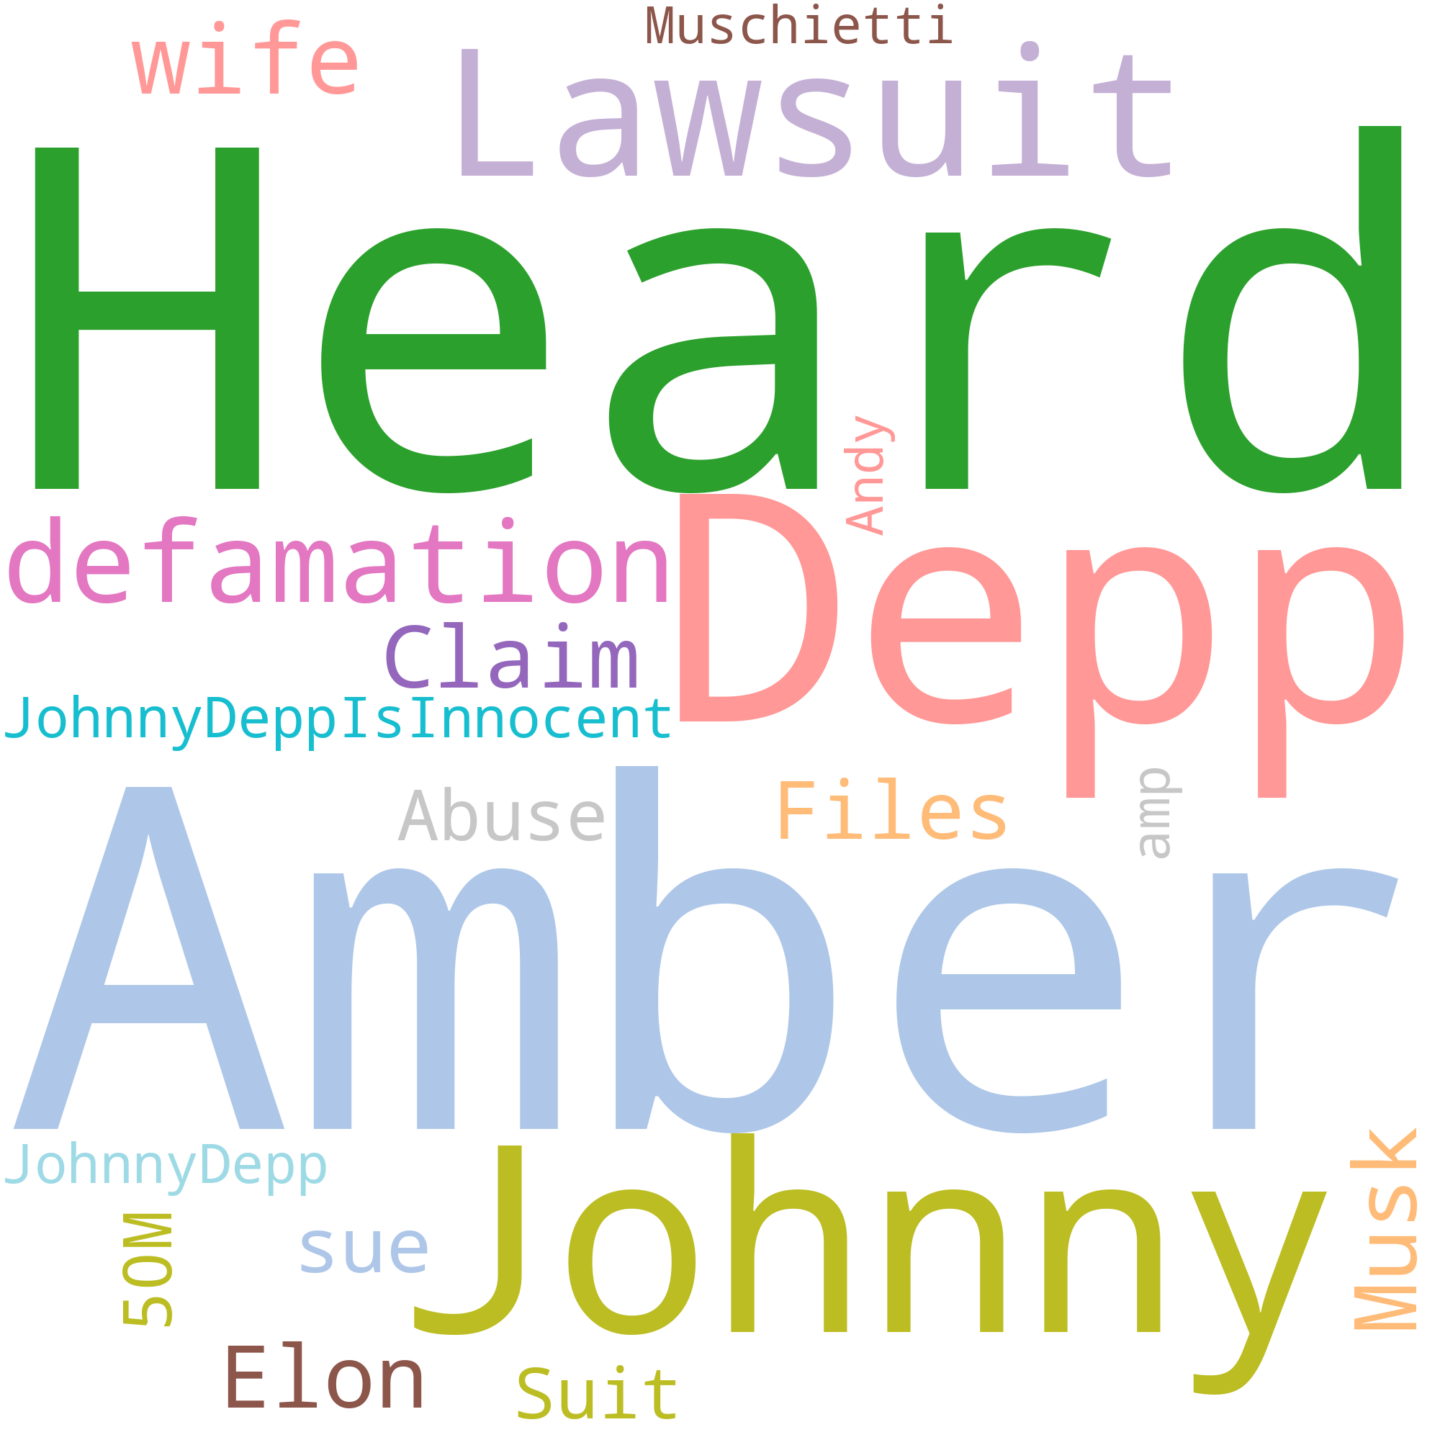 Muschietti
wife
Lawsuit
Heard
Andy
defamation
Depp
Claim
JohnnyDeppIsInnocent
Abuse
Files
amp
Amber
JohnnyDepp
Johnny
Musk
50M
sue
Elon
Suit